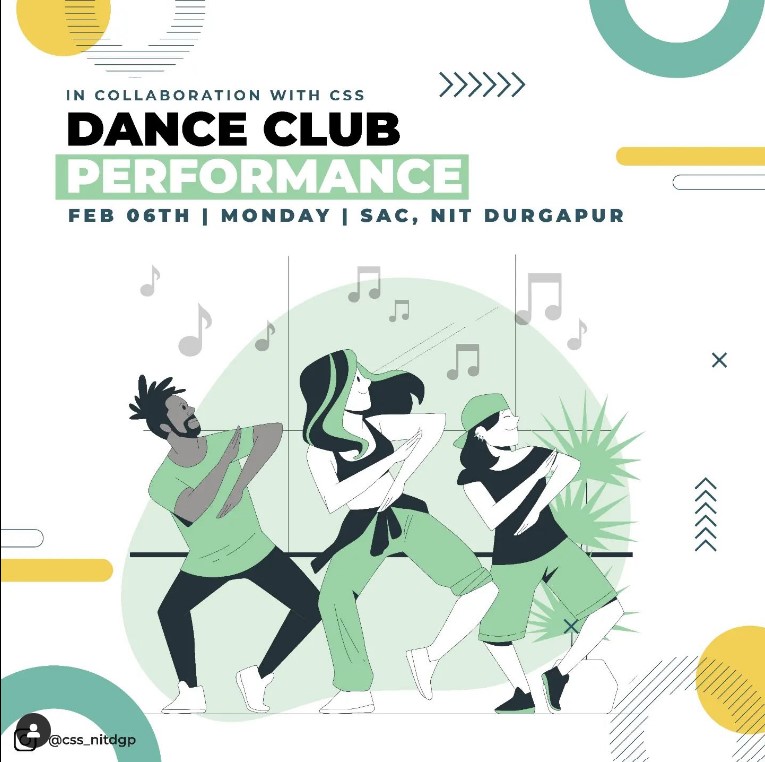 IN COLLABORATION WITH CSS
DANCE CLUB
PERFORMANCE
FEB 06TH | MONDAY | SAC, NIT DURGAPUR
@css_nitdgp